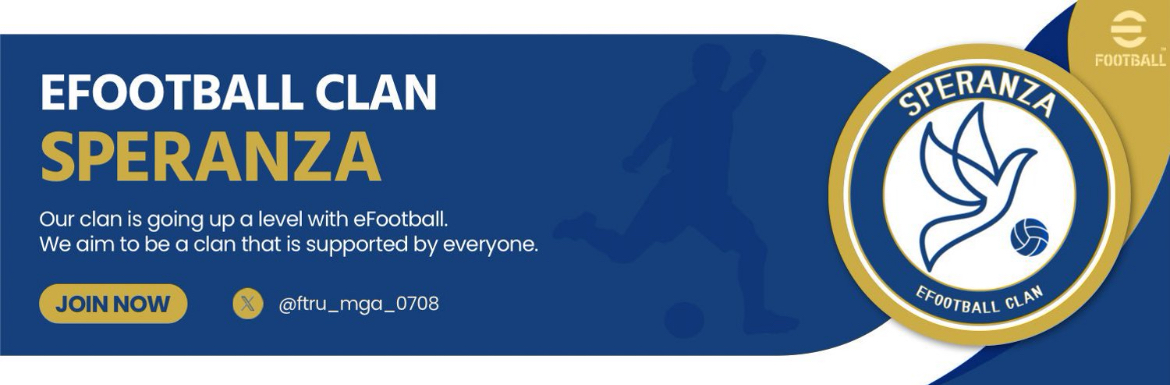 EFOOTBALL CLAN
SPERANZA
Our clan is going up a level with eFootball.
We aim to be a clan that is supported by everyone.
JOIN NOW
𝕏 @ftru_mga_0708
SPERANZA
EFOOTBALL CLAN
FOOTBALL™